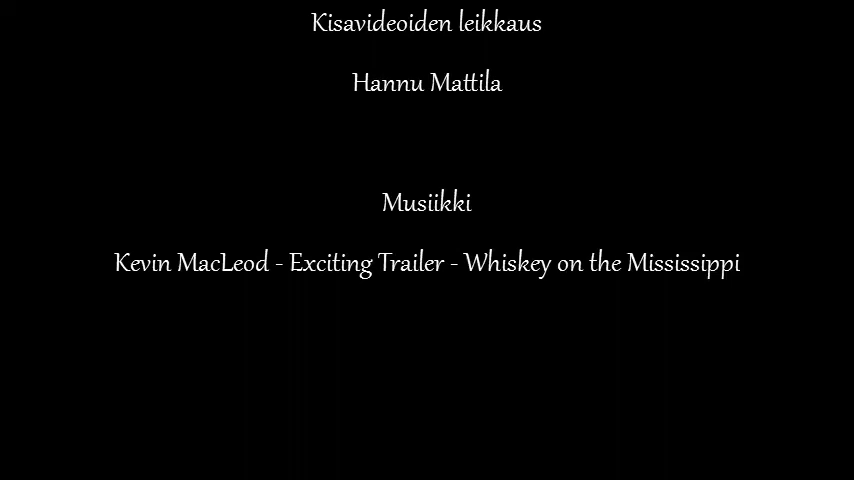 Kisavideoiden leikkaus
Hannu Mattila
Musiikki
Kevin MacLeod - Exciting Trailer - Whiskey on the Mississippi